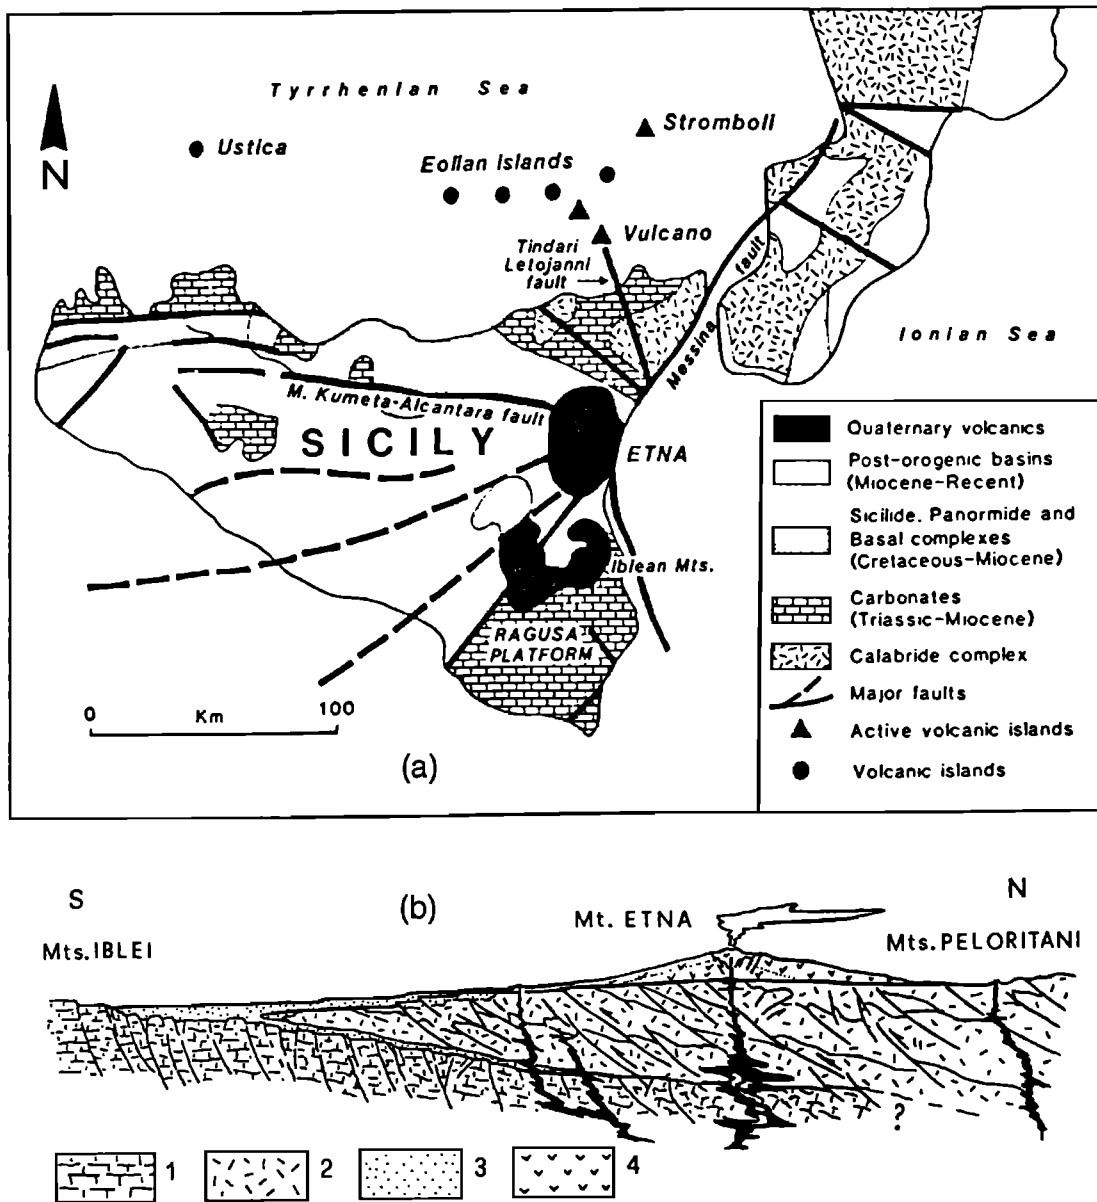 Tyrrhenian Sea
Stromboli
Ustica
Eolian islands
N
Vulcano
Tindari
Letojanni
fault
Messina fault
Ionian Sea
M. Kumeta-Alcantara fault
SICILY
ETNA
Iblean Mts.
RAGUSA
PLATFORM
0 Km 100
(a)
Quaternary volcanics
Post-orogenic basins
(Miocene-Recent)
Sicilide, Panormide and
Basal complexes
(Cretaceous-Miocene)
Carbonates
(Triassic-Miocene)
Calabride complex
Major faults
Active volcanic islands
Volcanic islands
S (b) N
Mt. ETNA
Mts. IBLEI
Mts. PELORITANI
?
1 2 3 4